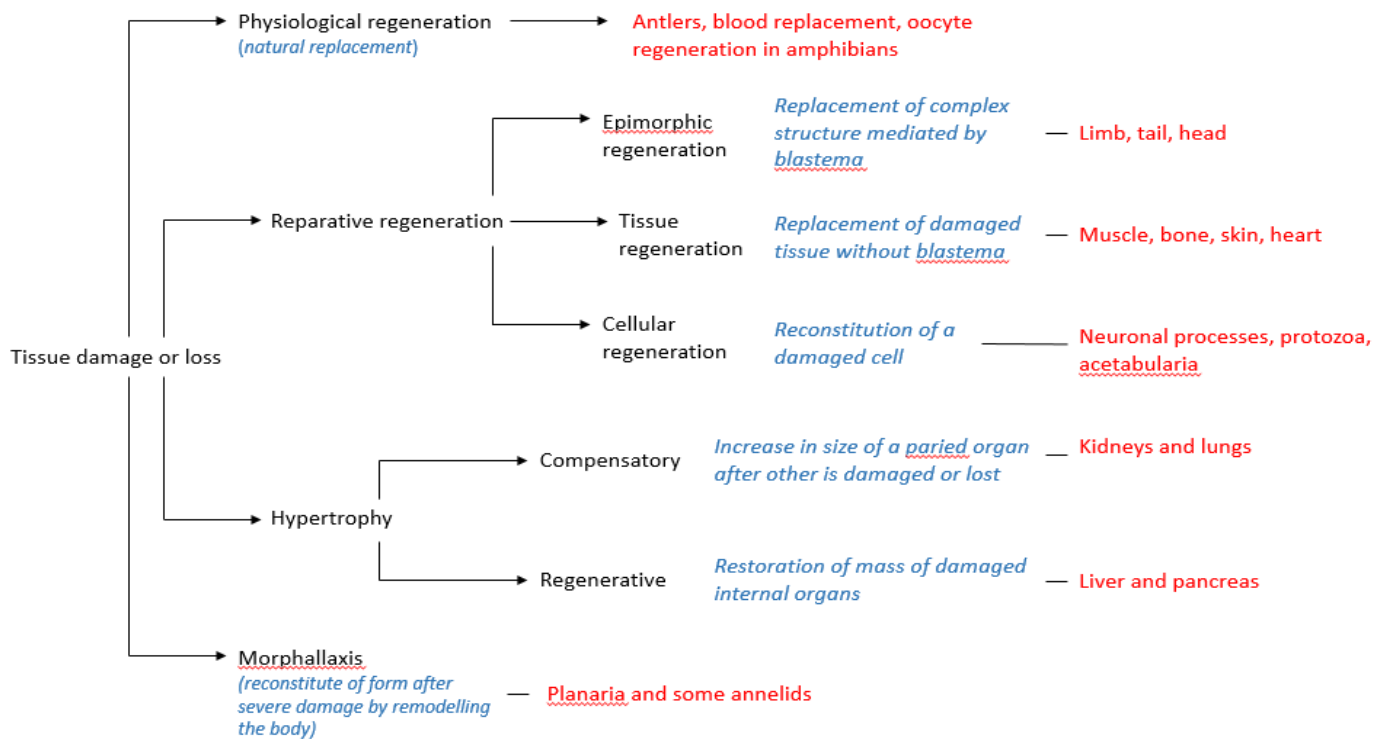 Physiological regeneration
(natural replacement)
Antlers, blood replacement, oocyte
regeneration in amphibians
Epimorphic
regeneration
Replacement of complex
structure mediated by
blastema
Limb, tail, head
Reparative regeneration
Tissue
regeneration
Replacement of damaged
tissue without blastema
Muscle, bone, skin, heart
Cellular
regeneration
Reconstitution of a
damaged cell
Neuronal processes, protozoa,
acetabularia
Tissue damage or loss
Compensatory
Increase in size of a paried organ
after other is damaged or lost
Kidneys and lungs
Hypertrophy
Regenerative
Restoration of mass of damaged
internal organs
Liver and pancreas
Morphallaxis
(reconstitute of form after
severe damage by remodelling
the body)
Planaria and some annelids